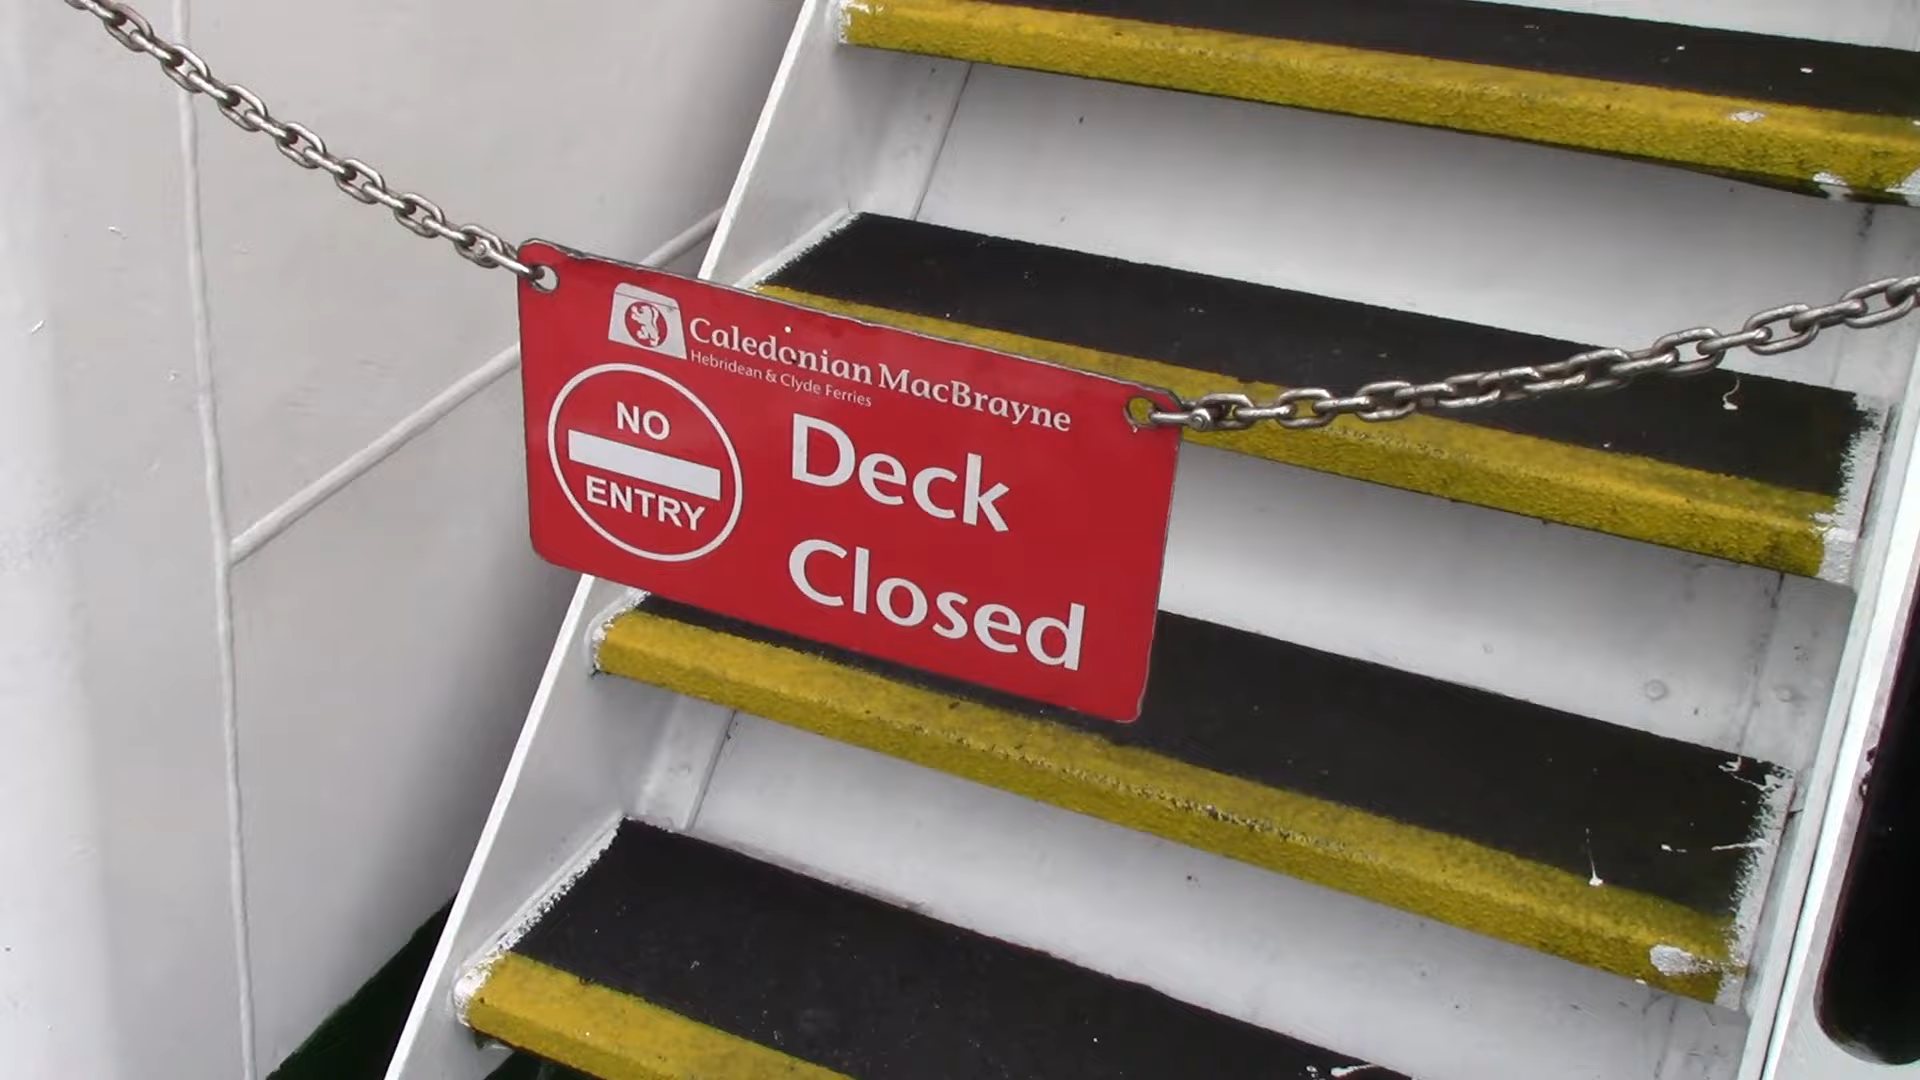 Caledonian MacBrayne
Hebridean & Clyde Ferries
NO
ENTRY
Deck
Closed